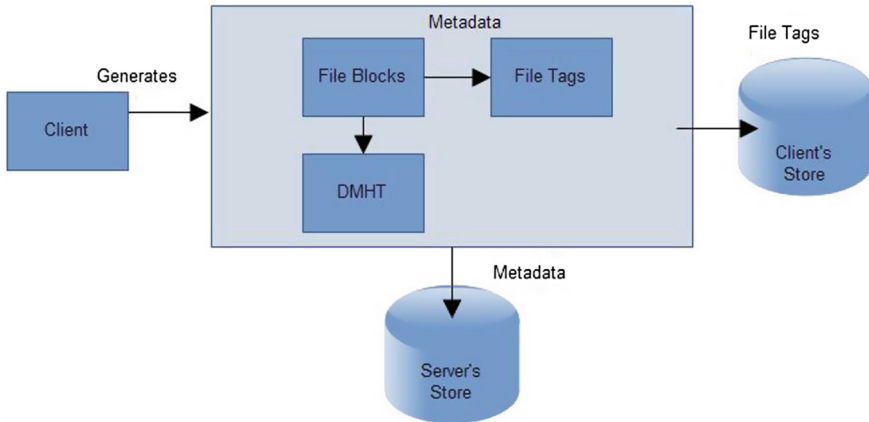 Metadata
File Tags
Generates
File Blocks
File Tags
Client
Client's
Store
DMHT
Metadata
Server's
Store